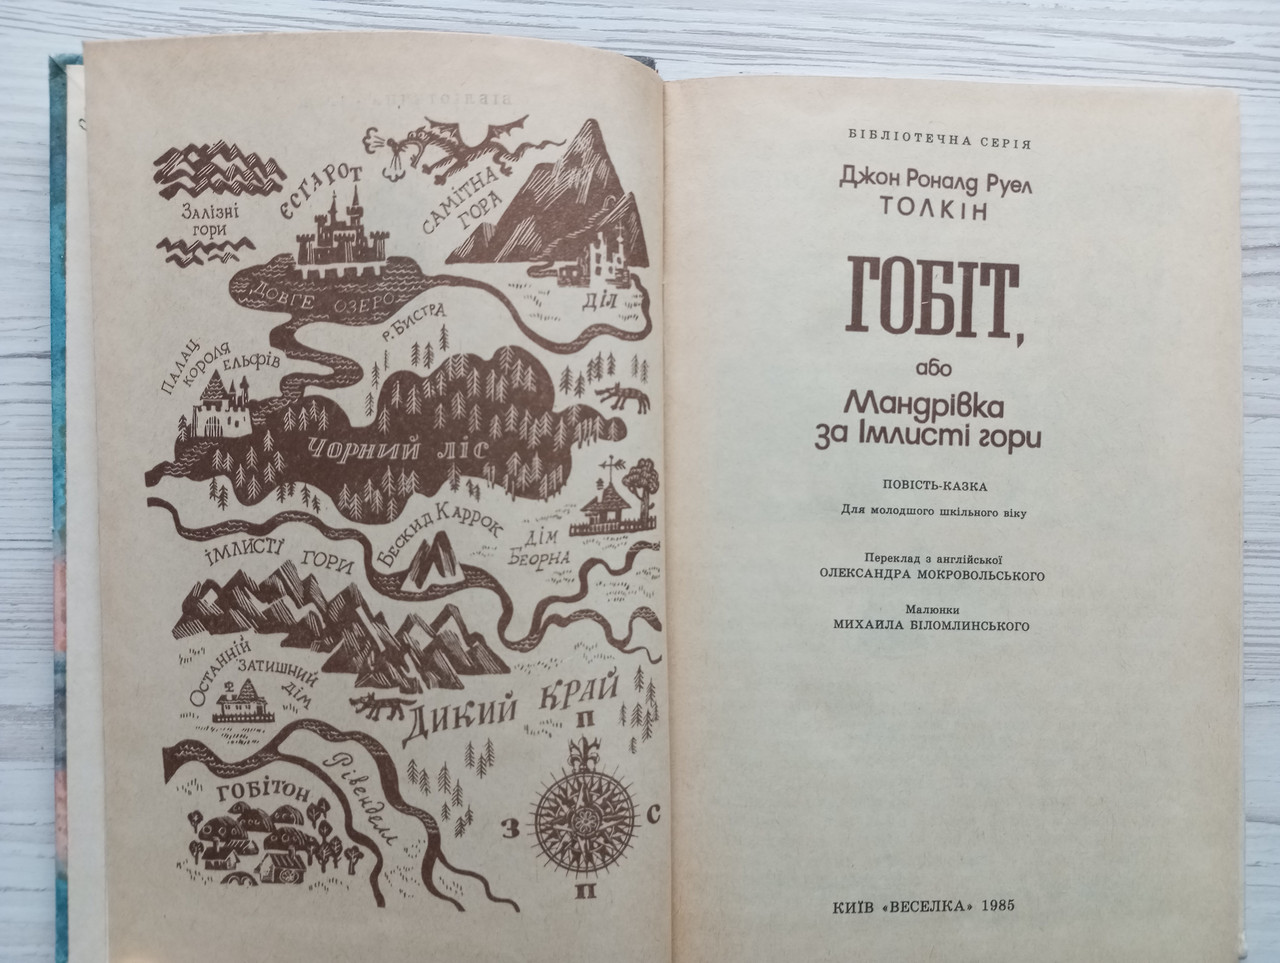 ЗАЛІЗНІ
ГОРИ
ЕСГАРОТ
САМІТНА
ГОРА
ДОВГЕ ОЗЕРО
ДІЛ
Р. БИСТРА
ПАЛАЦ
КОРОЛЯ
ЕЛЬФІВ
ЧОРНИЙ ЛІС
БЕСКИД КАРРОК
ДІМ
БЕОРНА
ІМЛИСТІ ГОРИ
ОСТАННІЙ
ЗАТИШНИЙ
ДІМ
ДИКИЙ КРАЙ
РІВЕНДЕЛЛ
ГОБІТОН
П
З
С
П
БІБЛІОТЕЧНА СЕРІЯ
Джон Роналд Руел
ТОЛКІН
ГОБІТ,
або
Мандрівка
за Імлисті гори
ПОВІСТЬ-КАЗКА
Для молодшого шкільного віку
Переклад з англійської
ОЛЕКСАНДРА МОКРОВОЛЬСЬКОГО
Малюнки
МИХАЙЛА БІЛОМЛИНСЬКОГО
КИЇВ «ВЕСЕЛКА» 1985